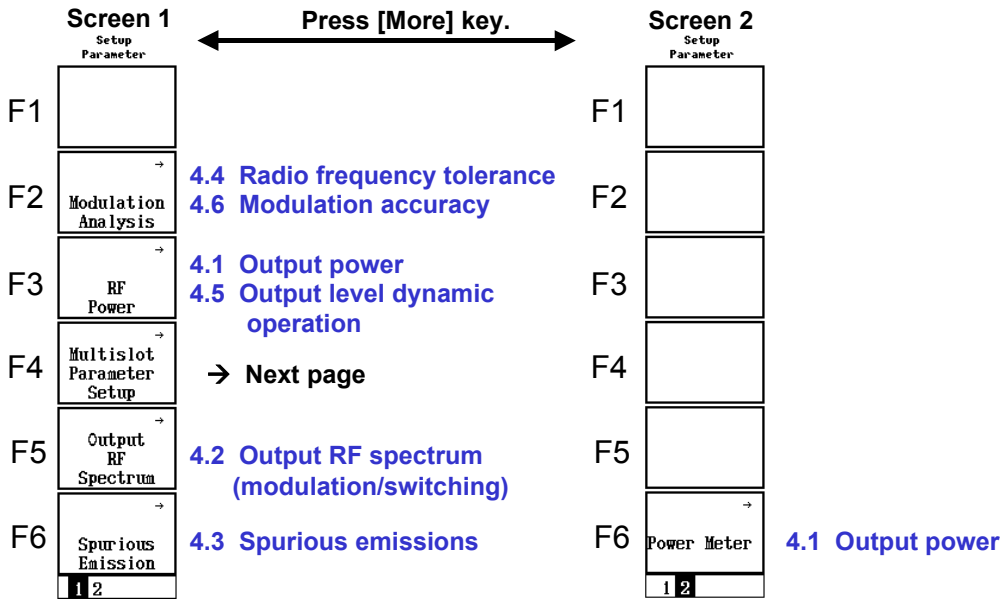 Screen 1
Press [More] key.
Screen 2
Setup
Parameter
Setup
Parameter
F1
F1
F2
→
Modulation
Analysis
4.4 Radio frequency tolerance
4.6 Modulation accuracy
F2
F3
→
RF
Power
4.1 Output power
4.5 Output level dynamic
operation
F3
F4
→
Multislot
Parameter
Setup
→ Next page
F4
F5
→
Output
RF
Spectrum
4.2 Output RF spectrum
(modulation/switching)
F5
F6
→
Spurious
Emission
4.3 Spurious emissions
F6
→
Power Meter
4.1 Output power
1 2
1 2